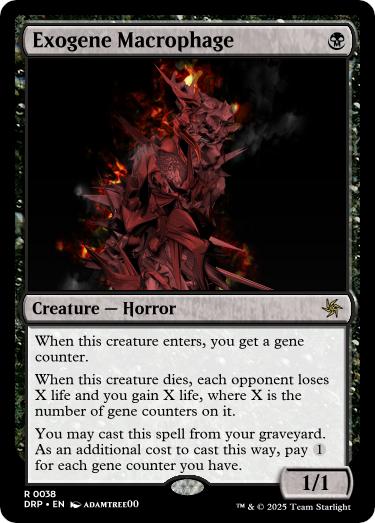 Exogene Macrophage
Creature — Horror
When this creature enters, you get a gene
counter.
When this creature dies, each opponent loses
X life and you gain X life, where X is the
number of gene counters on it.
You may cast this spell from your graveyard.
As an additional cost to cast this way, pay 1
for each gene counter you have.
1/1
R 0038
DRP • EN ADAMTREE00
™ & © 2025 Team Starlight